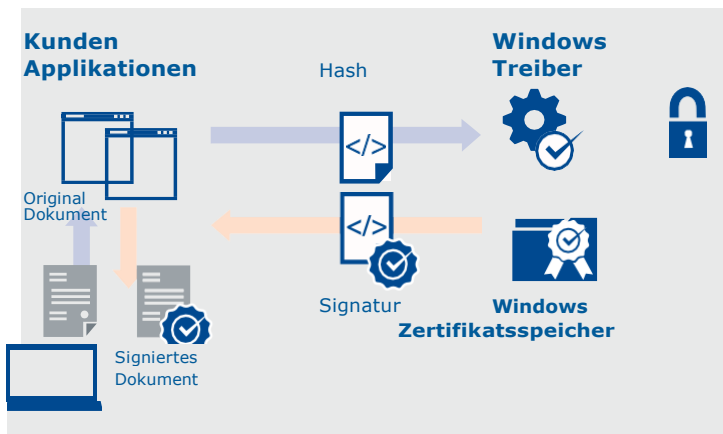 Kunden
Applikationen
Hash
Windows
Treiber
</>
Original
Dokument
</>
Signatur
Windows
Zertifikatsspeicher
Signiertes
Dokument